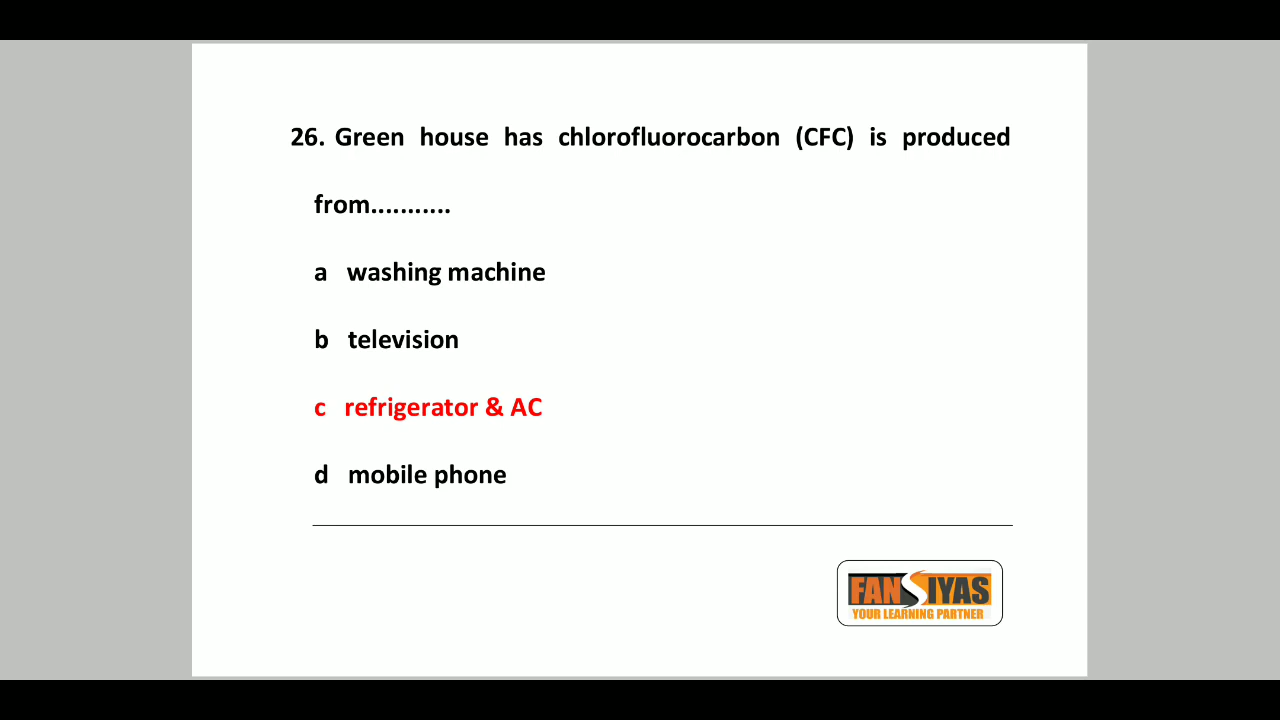 26. Green house has chlorofluorocarbon (CFC) is produced
from...........
a washing machine
b television
c refrigerator & AC
d mobile phone
FANSIYAS
YOUR LEARNING PARTNER